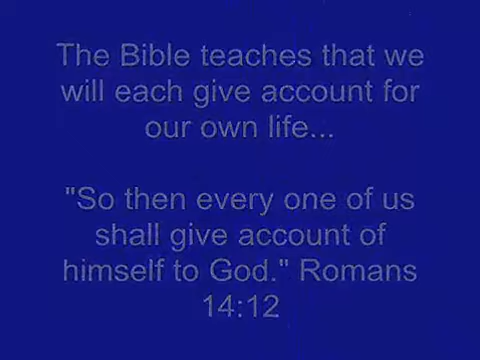 The Bible teaches that we
will each give account for
our own life...
"So then every one of us
shall give account of
himself to God." Romans
14:12